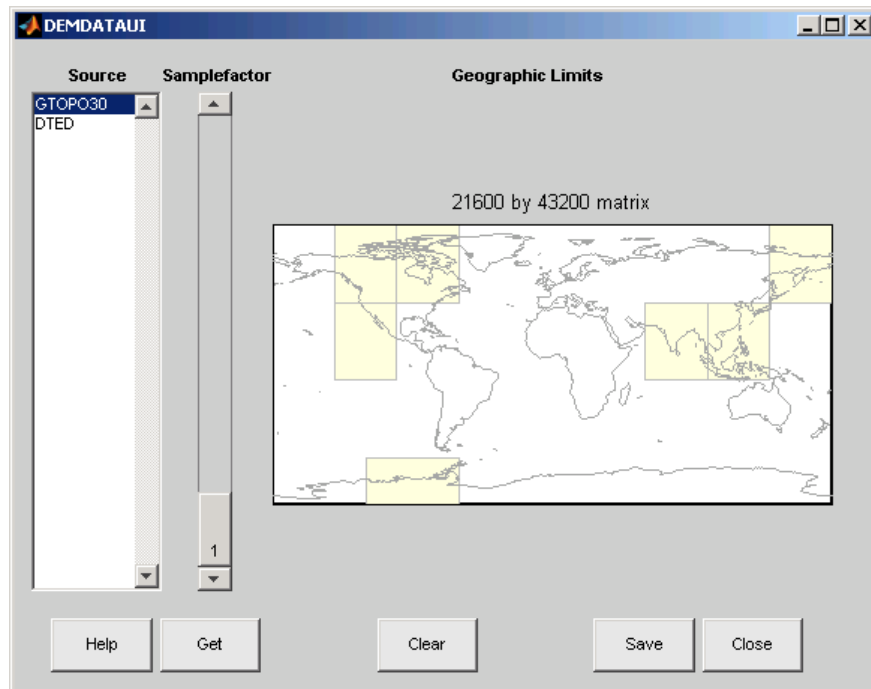 DEMDATAUI
Source
Samplefactor
Geographic Limits
GTOPO30
DTED
21600 by 43200 matrix
1
Help
Get
Clear
Save
Close